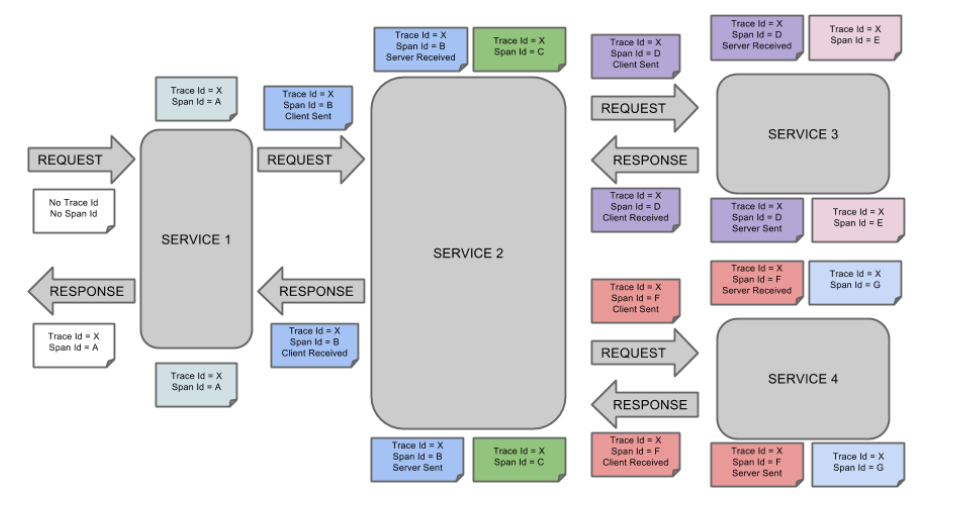 Trace Id = X
Span Id = A
Trace Id = X
Span Id = B
Client Sent
Trace Id = X
Span Id = B
Server Received
Trace Id = X
Span Id = C
Trace Id = X
Span Id = D
Client Sent
Trace Id = X
Span Id = D
Server Received
Trace Id = X
Span Id = E
REQUEST
REQUEST
REQUEST
SERVICE 3
RESPONSE
No Trace Id
No Span Id
SERVICE 1
SERVICE 2
Trace Id = X
Span Id = D
Client Received
Trace Id = X
Span Id = D
Server Sent
Trace Id = X
Span Id = E
RESPONSE
RESPONSE
Trace Id = X
Span Id = F
Client Sent
Trace Id = X
Span Id = F
Server Received
Trace Id = X
Span Id = G
Trace Id = X
Span Id = A
Trace Id = X
Span Id = B
Client Received
REQUEST
SERVICE 4
RESPONSE
Trace Id = X
Span Id = A
Trace Id = X
Span Id = B
Server Sent
Trace Id = X
Span Id = C
Trace Id = X
Span Id = F
Client Received
Trace Id = X
Span Id = F
Server Sent
Trace Id = X
Span Id = G